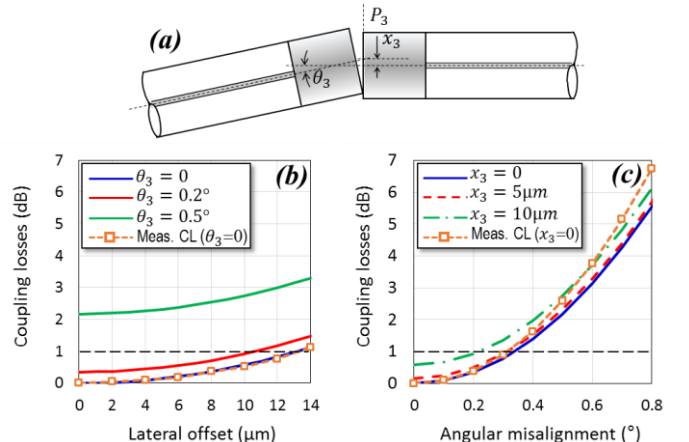 (a)
P₃
x₃
θ₃
(b)
Coupling losses (dB)
7
6
5
4
3
2
1
0
θ₃ = 0
θ₃ = 0.2°
θ₃ = 0.5°
Meas. CL (θ₃=0)
0 2 4 6 8 10 12 14
Lateral offset (μm)
(c)
Coupling losses (dB)
7
6
5
4
3
2
1
0
x₃ = 0
x₃ = 5μm
x₃ = 10μm
Meas. CL (x₃=0)
0 0.2 0.4 0.6 0.8
Angular misalignment (°)